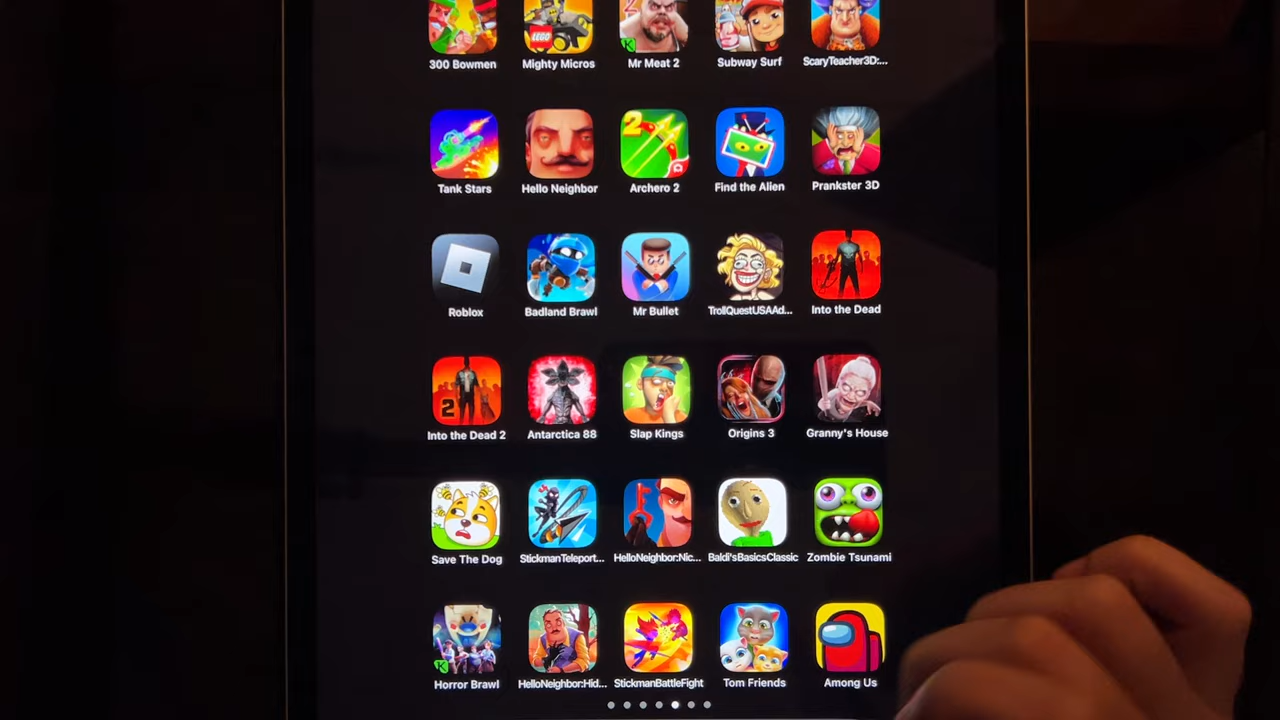 300 Bowmen Mighty Micros Mr Meat 2 Subway Surf ScaryTeacher3D:...
LEGO
2
Tank Stars Hello Neighbor Archero 2 Find the Alien Prankster 3D
Roblox Badland Brawl Mr Bullet TrollQuestUSAAd... Into the Dead
2
Into the Dead 2 Antarctica 88 Slap Kings Origins 3 Granny's House
Save The Dog StickmanTeleport... HelloNeighbor:Nic... Baldi'sBasicsClassic Zombie Tsunami
K
Horror Brawl HelloNeighbor:Hid... StickmanBattleFight Tom Friends Among Us